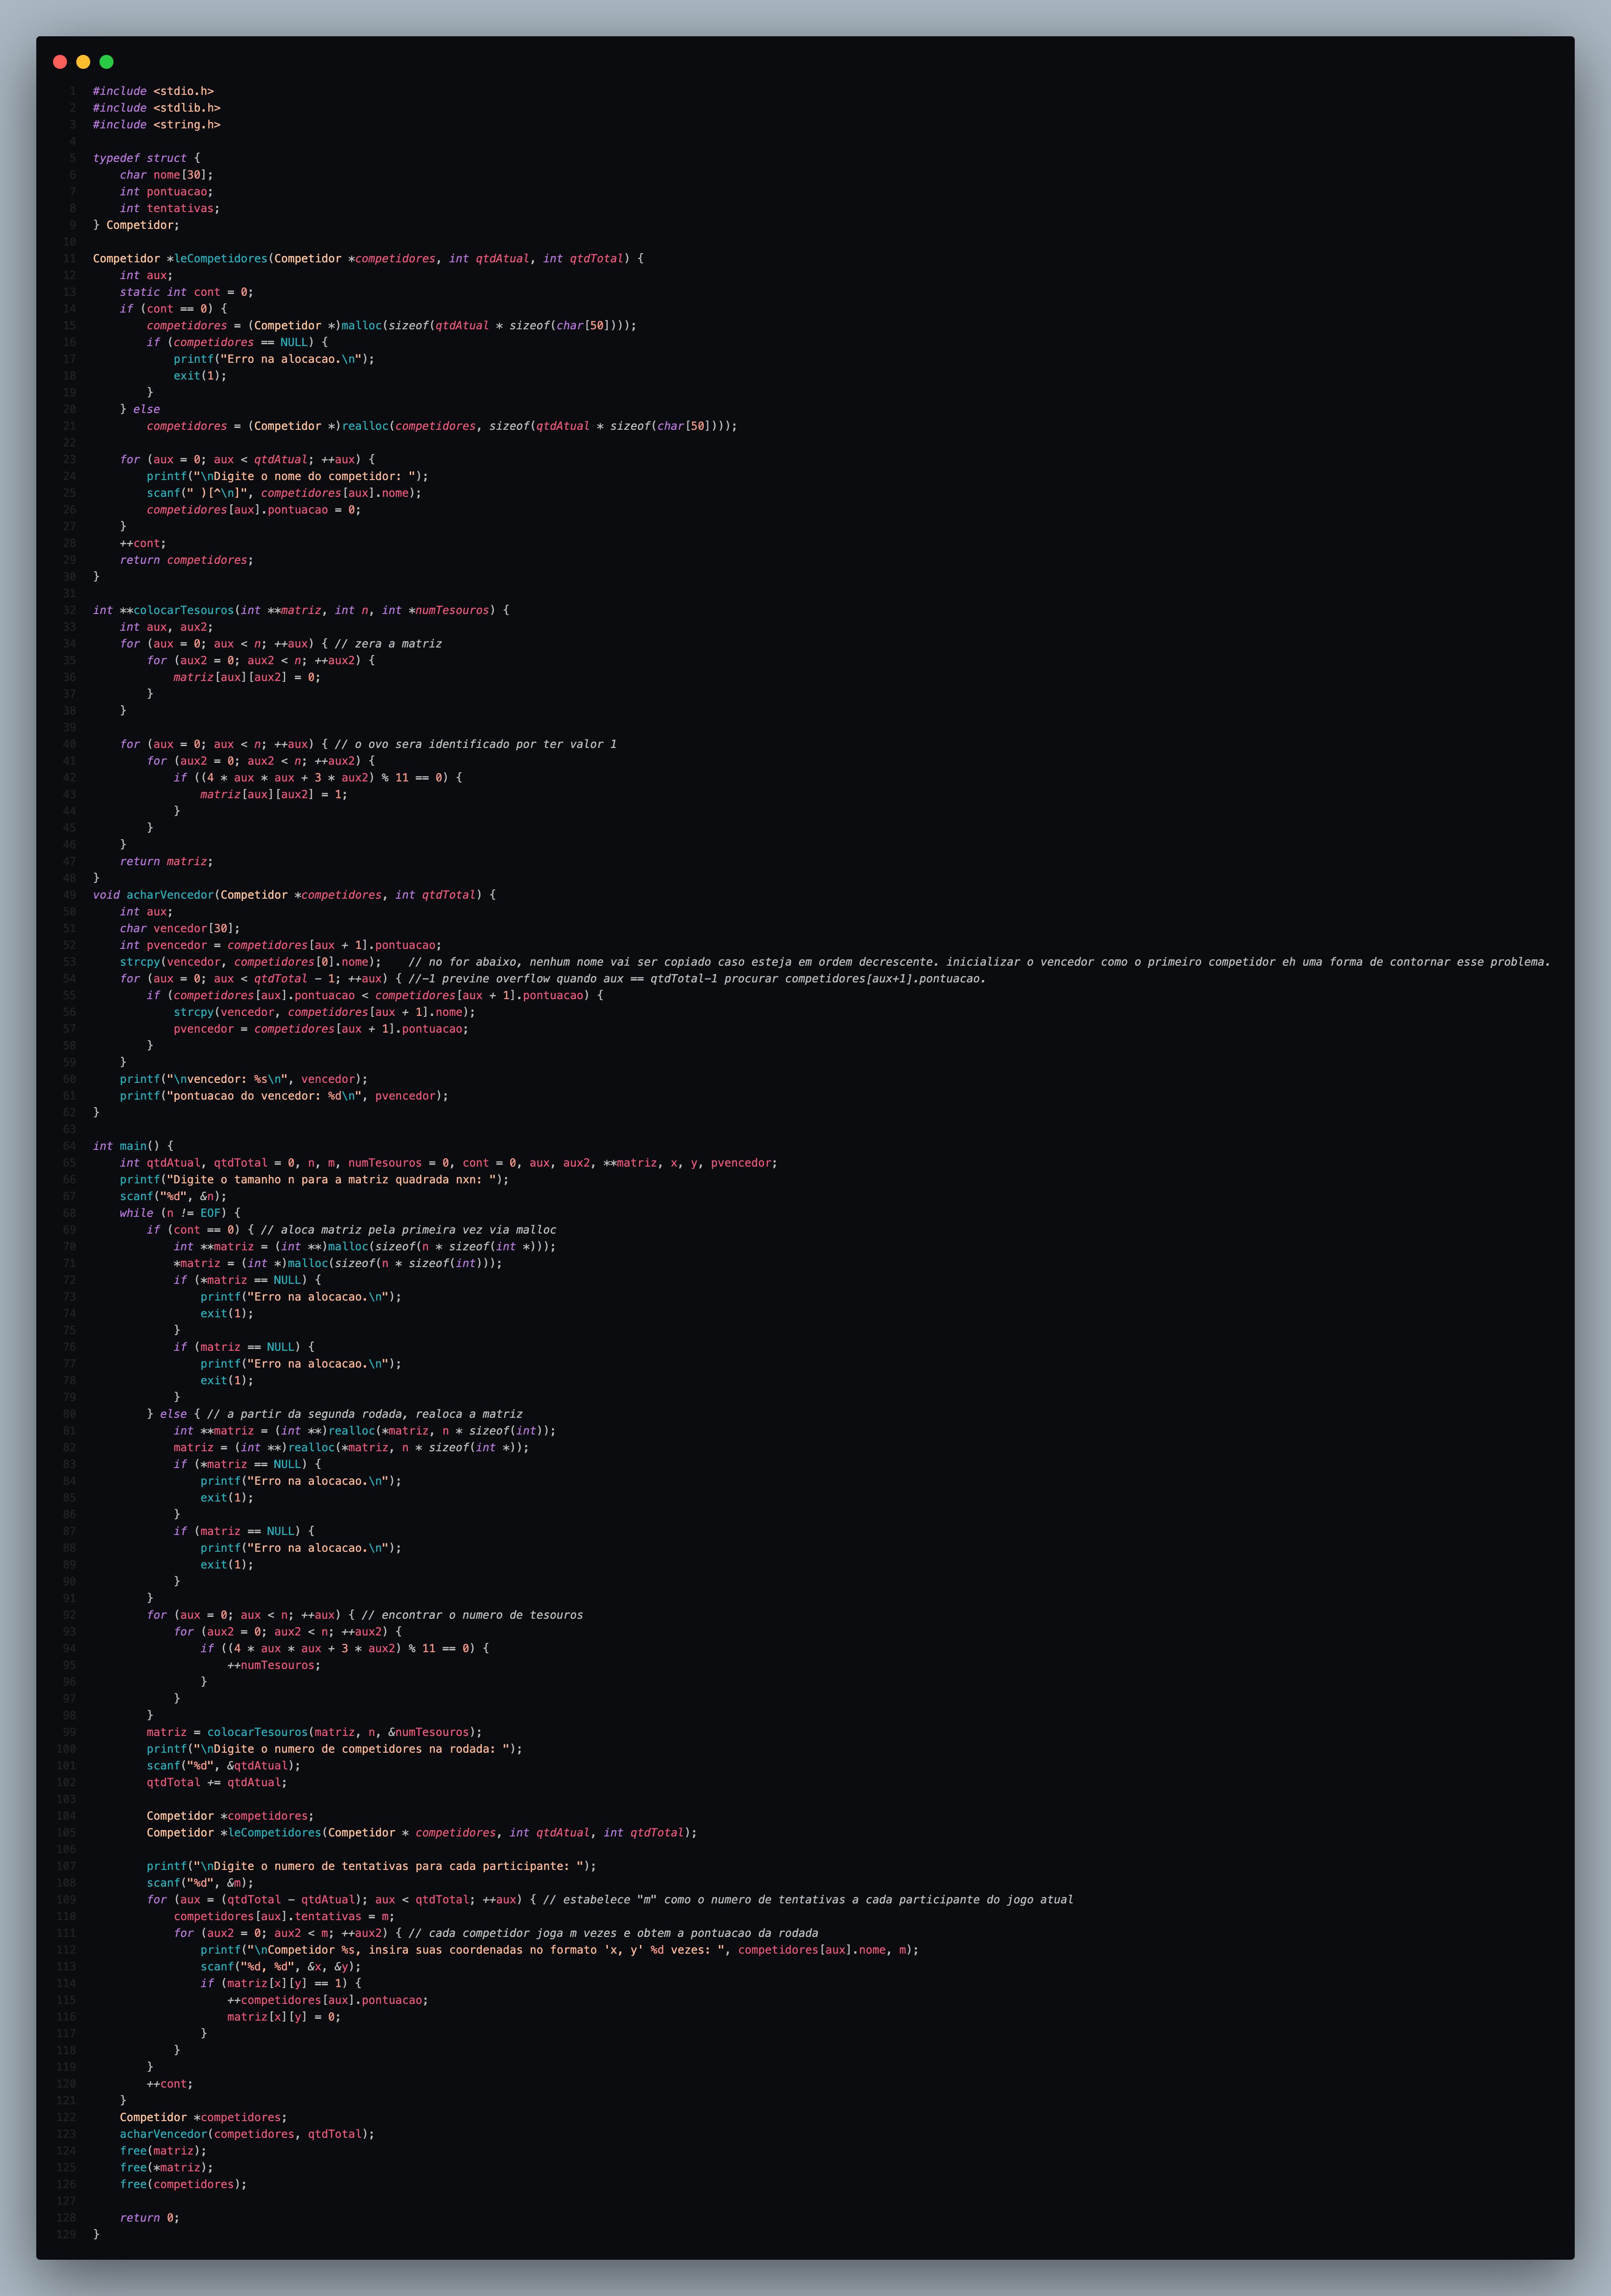 1 #include <stdio.h>
2 #include <stdlib.h>
3 #include <string.h>
4
5 typedef struct {
6     char nome[30];
7     int pontuacao;
8     int tentativas;
9 } Competidor;
10
11 Competidor *leCompetidores(Competidor *competidores, int qtdAtual, int qtdTotal) {
12     int aux;
13     static int cont = 0;
14     if (cont == 0) {
15         competidores = (Competidor *)malloc(sizeof(qtdAtual * sizeof(char[50])));
16         if (competidores == NULL) {
17             printf("Erro na alocacao.\n");
18             exit(1);
19         }
20     } else
21         competidores = (Competidor *)realloc(competidores, sizeof(qtdAtual * sizeof(char[50])));
22
23     for (aux = 0; aux < qtdAtual; ++aux) {
24         printf("\nDigite o nome do competidor: ");
25         scanf(" )[^\n]", competidores[aux].nome);
26         competidores[aux].pontuacao = 0;
27     }
28     ++cont;
29     return competidores;
30 }
31
32 int **colocarTesouros(int **matriz, int n, int *numTesouros) {
33     int aux, aux2;
34     for (aux = 0; aux < n; ++aux) { // zera a matriz
35         for (aux2 = 0; aux2 < n; ++aux2) {
36             matriz[aux][aux2] = 0;
37         }
38     }
39
40     for (aux = 0; aux < n; ++aux) { // o ovo sera identificado por ter valor 1
41         for (aux2 = 0; aux2 < n; ++aux2) {
42             if ((4 * aux * aux + 3 * aux2) % 11 == 0) {
43                 matriz[aux][aux2] = 1;
44             }
45         }
46     }
47     return matriz;
48 }
49 void acharVencedor(Competidor *competidores, int qtdTotal) {
50     int aux;
51     char vencedor[30];
52     int pvencedor = competidores[aux + 1].pontuacao;
53     strcpy(vencedor, competidores[0].nome);    // no for abaixo, nenhum nome vai ser copiado caso esteja em ordem decrescente. inicializar o vencedor como o primeiro competidor eh uma forma de contornar esse problema.
54     for (aux = 0; aux < qtdTotal - 1; ++aux) { //-1 previne overflow quando aux == qtdTotal-1 procurar competidores[aux+1].pontuacao.
55         if (competidores[aux].pontuacao < competidores[aux + 1].pontuacao) {
56             strcpy(vencedor, competidores[aux + 1].nome);
57             pvencedor = competidores[aux + 1].pontuacao;
58         }
59     }
60     printf("\nvencedor: %s\n", vencedor);
61     printf("pontuacao do vencedor: %d\n", pvencedor);
62 }
63
64 int main() {
65     int qtdAtual, qtdTotal = 0, n, m, numTesouros = 0, cont = 0, aux, aux2, **matriz, x, y, pvencedor;
66     printf("Digite o tamanho n para a matriz quadrada nxn: ");
67     scanf("%d", &n);
68     while (n != EOF) {
69         if (cont == 0) { // aloca matriz pela primeira vez via malloc
70             int **matriz = (int **)malloc(sizeof(n * sizeof(int *)));
71             *matriz = (int *)malloc(sizeof(n * sizeof(int)));
72             if (*matriz == NULL) {
73                 printf("Erro na alocacao.\n");
74                 exit(1);
75             }
76             if (matriz == NULL) {
77                 printf("Erro na alocacao.\n");
78                 exit(1);
79             }
80         } else { // a partir da segunda rodada, realoca a matriz
81             int **matriz = (int **)realloc(*matriz, n * sizeof(int));
82             matriz = (int **)realloc(*matriz, n * sizeof(int *));
83             if (*matriz == NULL) {
84                 printf("Erro na alocacao.\n");
85                 exit(1);
86             }
87             if (matriz == NULL) {
88                 printf("Erro na alocacao.\n");
89                 exit(1);
90             }
91         }
92         for (aux = 0; aux < n; ++aux) { // encontrar o numero de tesouros
93             for (aux2 = 0; aux2 < n; ++aux2) {
94                 if ((4 * aux * aux + 3 * aux2) % 11 == 0) {
95                     ++numTesouros;
96                 }
97             }
98         }
99         matriz = colocarTesouros(matriz, n, &numTesouros);
100         printf("\nDigite o numero de competidores na rodada: ");
101         scanf("%d", &qtdAtual);
102         qtdTotal += qtdAtual;
103
104         Competidor *competidores;
105         Competidor *leCompetidores(Competidor * competidores, int qtdAtual, int qtdTotal);
106
107         printf("\nDigite o numero de tentativas para cada participante: ");
108         scanf("%d", &m);
109         for (aux = (qtdTotal - qtdAtual); aux < qtdTotal; ++aux) { // estabelece "m" como o numero de tentativas a cada participante do jogo atual
110             competidores[aux].tentativas = m;
111             for (aux2 = 0; aux2 < m; ++aux2) { // cada competidor joga m vezes e obtem a pontuacao da rodada
112                 printf("\nCompetidor %s, insira suas coordenadas no formato 'x, y' %d vezes: ", competidores[aux].nome, m);
113                 scanf("%d, %d", &x, &y);
114                 if (matriz[x][y] == 1) {
115                     ++competidores[aux].pontuacao;
116                     matriz[x][y] = 0;
117                 }
118             }
119         }
120         ++cont;
121     }
122     Competidor *competidores;
123     acharVencedor(competidores, qtdTotal);
124     free(matriz);
125     free(*matriz);
126     free(competidores);
127
128     return 0;
129 }